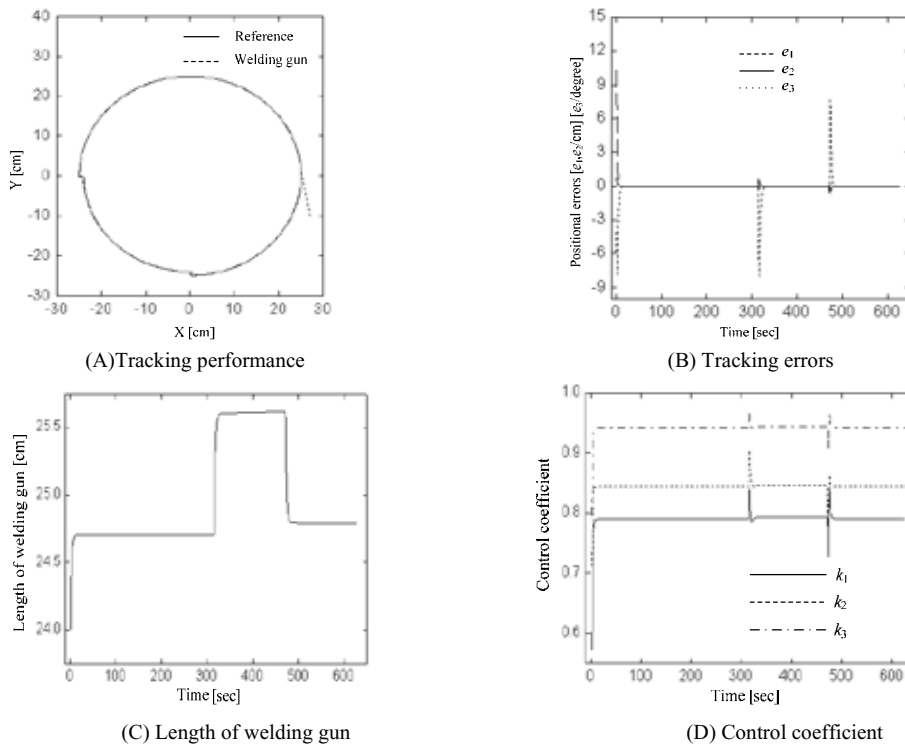 40
30
20
10
0
-10
-20
-30
Y [cm]
Reference
Welding gun
-30 -20 -10 0 10 20 30
X [cm]
(A)Tracking performance
15
12
9
6
3
0
-3
-6
-9
Positional errors [e1,e2/cm] [e3/degree]
e1
e2
e3
0 100 200 300 400 500 600
Time [sec]
(B) Tracking errors
25.5
25.0
24.5
24.0
Length of welding gun [cm]
0 100 200 300 400 500 600
Time [sec]
(C) Length of welding gun
1.0
0.9
0.8
0.7
0.6
Control coefficient
k1
k2
k3
0 100 200 300 400 500 600
Time [sec]
(D) Control coefficient